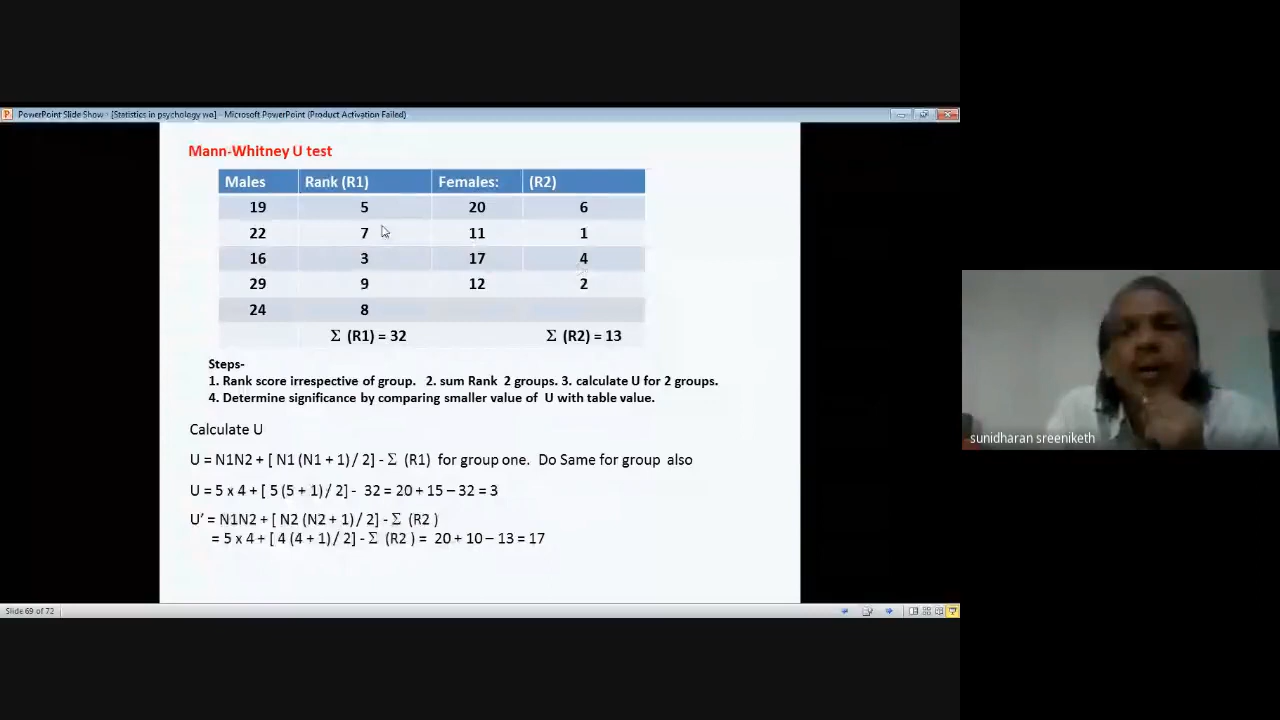 PowerPoint Slide Show - [Statistics in psychology wo] - Microsoft PowerPoint (Product Activation Failed)
Mann-Whitney U test
Males Rank (R1) Females: (R2)
19 5 20 6
22 7 11 1
16 3 17 4
29 9 12 2
24 8
Σ (R1) = 32 Σ (R2) = 13
Steps-
1. Rank score irrespective of group. 2. sum Rank 2 groups. 3. calculate U for 2 groups.
4. Determine significance by comparing smaller value of U with table value.
Calculate U
U = N1N2 + [ N1 (N1 + 1) / 2] - Σ (R1) for group one. Do Same for group also
U = 5 x 4 + [ 5 (5 + 1) / 2] - 32 = 20 + 15 – 32 = 3
U’ = N1N2 + [ N2 (N2 + 1) / 2] - Σ (R2 )
= 5 x 4 + [ 4 (4 + 1) / 2] - Σ (R2 ) = 20 + 10 – 13 = 17
sunidharan sreeniketh
Slide 69 of 72